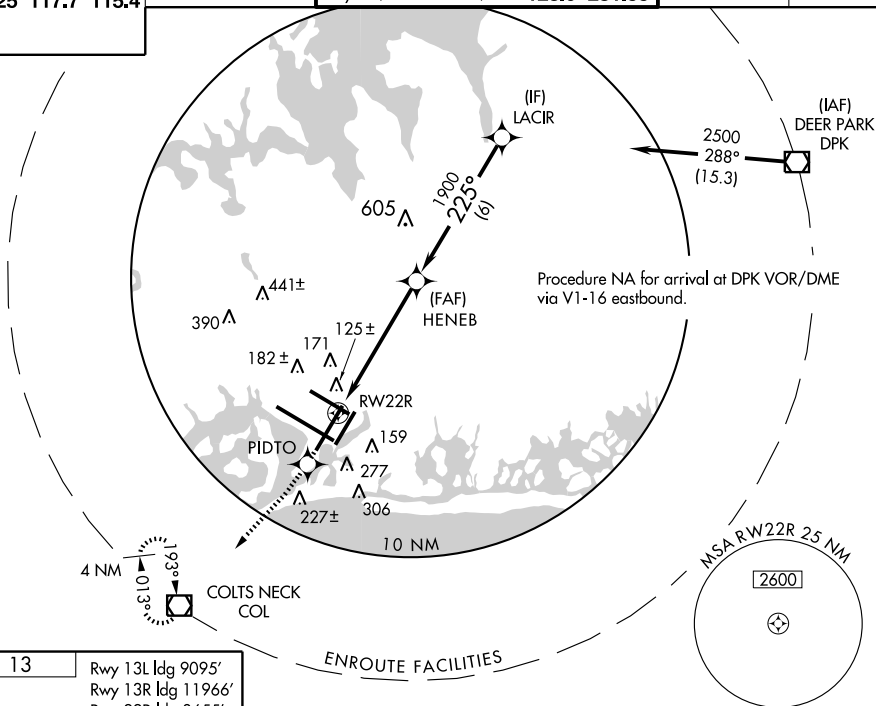 25 117.7 115.4
(IF)
LACIR
(IAF)
DEER PARK
DPK
2500
288°
(15.3)
1900
225°
(6)
605
Procedure NA for arrival at DPK VOR/DME
via V1-16 eastbound.
(FAF)
HENEB
441±
390
125±
171
182±
RW22R
159
PIDTO
277
306
227±
10 NM
MSA RW22R 25 NM
2600
193°
4 NM
013°
COLTS NECK
COL
ENROUTE FACILITIES
13
Rwy 13L ldg 9095'
Rwy 13R ldg 11966'